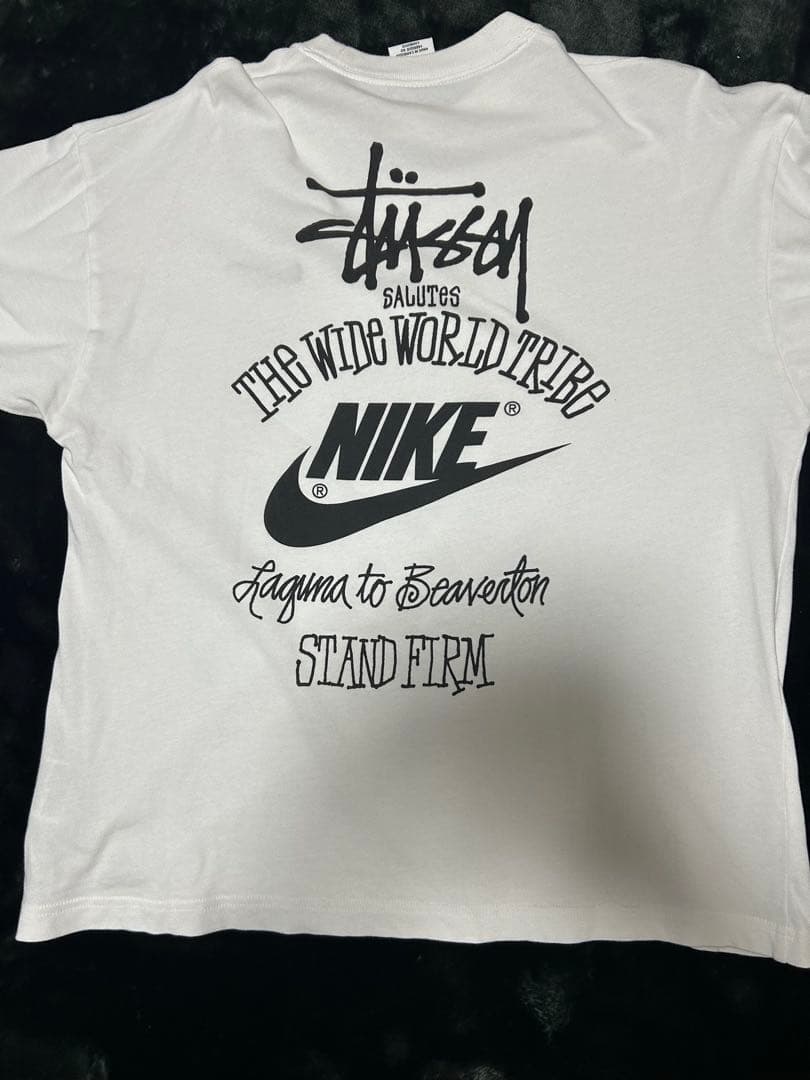 Stüssy
SALUTES
THE WIDE WORLD TRIBE
NIKE®
®
Laguna to Beaverton
STAND FIRM